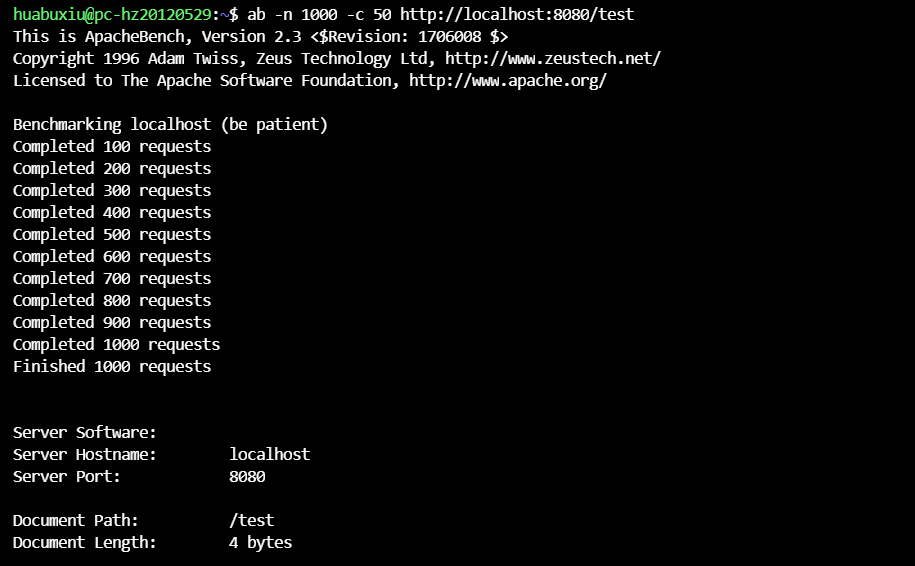 huabuxiu@pc-hz20120529:~$ ab -n 1000 -c 50 http://localhost:8080/test
This is ApacheBench, Version 2.3 <$Revision: 1706008 $>
Copyright 1996 Adam Twiss, Zeus Technology Ltd, http://www.zeustech.net/
Licensed to The Apache Software Foundation, http://www.apache.org/

Benchmarking localhost (be patient)
Completed 100 requests
Completed 200 requests
Completed 300 requests
Completed 400 requests
Completed 500 requests
Completed 600 requests
Completed 700 requests
Completed 800 requests
Completed 900 requests
Completed 1000 requests
Finished 1000 requests

Server Software:
Server Hostname:        localhost
Server Port:            8080

Document Path:          /test
Document Length:        4 bytes